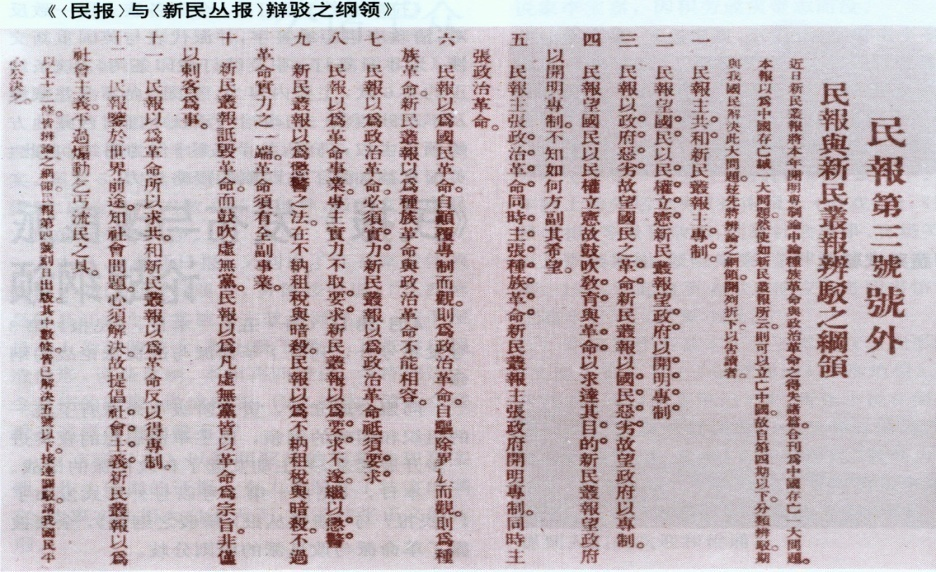 《〈民报〉与〈新民丛报〉辩驳之纲领》
民報第三號號外
民報與新民叢報辨駁之綱領
近日新民叢報將本年開明專制論申論種族革命與政治革命之得失諸篇合刊爲中國存亡一大問題。
本報以爲中國存亡誠一大問題然使如新民叢報所云則可以立亡中國故自第四期以下分類辨駁期
與我國民解決此大問題茲先將辨論之綱領開列於下以告讀者
一 民報主共和新民叢報主專制。
二 民報望國民以民權立憲新民叢報望政府以開明專制
三 民報以政府惡劣故望國民之革命新民叢報以國民惡劣故望政府以專制。
四 民報望國民以民權立憲故鼓吹敎育與革命以求達其目的新民叢報望政府
以開明專制不知如何方副其希望。
五 民報主張政治革命同時主張種族革命新民叢報主張政府開明專制同時主
張政治革命。
六 民報以爲國民革命自顚覆專制而觀則爲政治革命自驅除異族而觀則爲種
族革命新民叢報以爲種族革命與政治革命不能相容
七 民報以爲政治革命必須實力新民叢報以爲政治革命祇須要求
八 民報以爲革命事業專主實力不取要求新民叢報以爲要求不遂繼以懲警。
九 新民叢報以爲懲警之法在不納租稅與暗殺民報以爲不納租稅與暗殺不過
革命實力之一端革命須有全副事業。
十 新民叢報詆毀革命而鼓吹虛無黨民報以爲凡虛無黨皆以革命爲宗旨非僅
以刺客爲事。
十一 民報以爲革命所以求共和新民叢報以爲革命反以得專制
十二 民報鑒於世界前途知社會問題必須解決故提倡社會主義新民叢報以爲
社會主義不過煽動乞丐流民之具。
以上十二條皆辨論之綱領民報第四號刻日出版其中數條皆已解決五號以下接連闢駁請我國民平
心公決之。